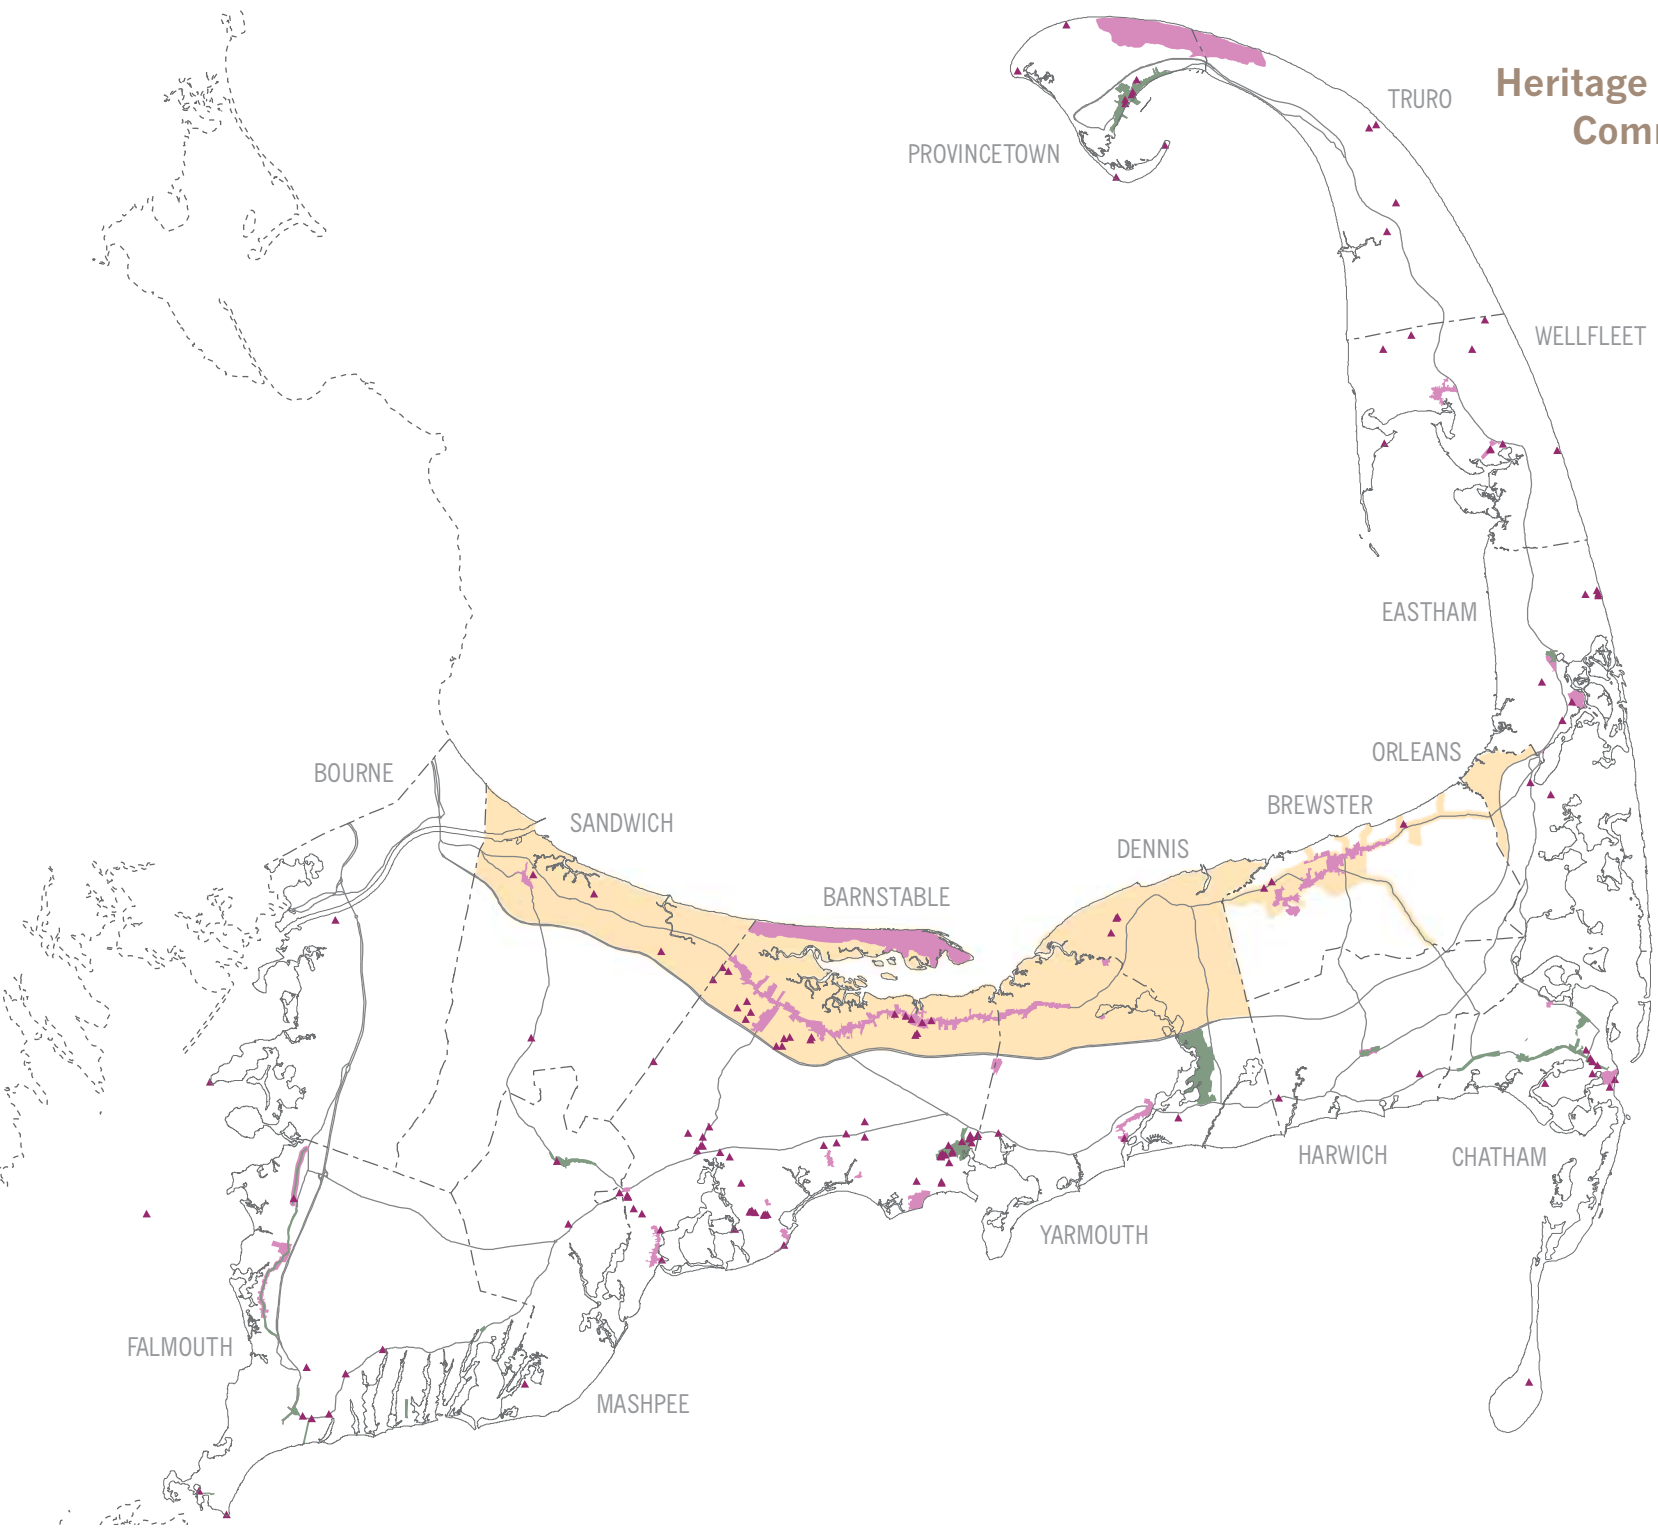 Heritage
TRURO
PROVINCETOWN
WELLFLEET
EASTHAM
ORLEANS
BOURNE
BREWSTER
SANDWICH
DENNIS
BARNSTABLE
HARWICH
CHATHAM
YARMOUTH
FALMOUTH
MASHPEE